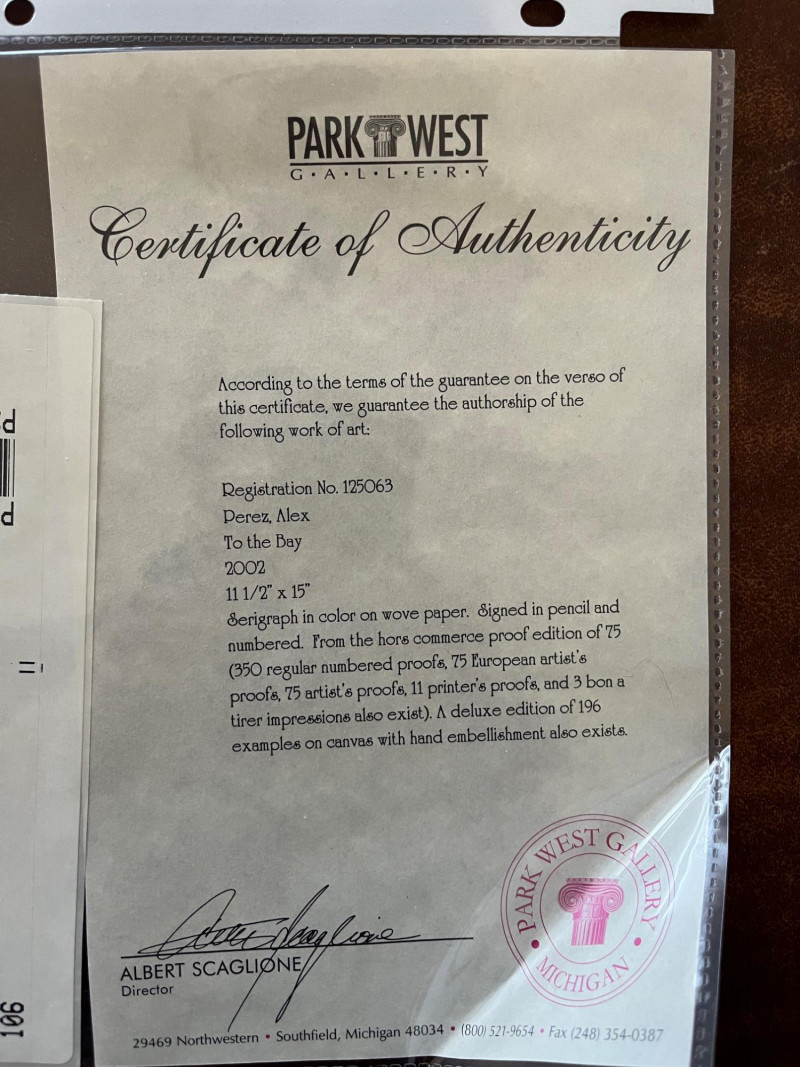 PARK WEST
G·A·L·L·E·R·Y
Certificate of Authenticity
According to the terms of the guarantee on the verso of
this certificate, we guarantee the authorship of the
following work of art:
Registration No. 125063
Perez, Alex
To the Bay
2002
11 1/2" x 15"
Serigraph in color on wove paper. Signed in pencil and
numbered. From the hors commerce proof edition of 75
(350 regular numbered proofs, 75 European artist's
proofs, 75 artist's proofs, 11 printer's proofs, and 3 bon a
tirer impressions also exist). A deluxe edition of 196
examples on canvas with hand embellishment also exists.
PARK WEST GALLERY
• MICHIGAN •
ALBERT SCAGLIONE
Director
29469 Northwestern • Southfield, Michigan 48034 • (800) 521-9654 • Fax (248) 354-0387
106